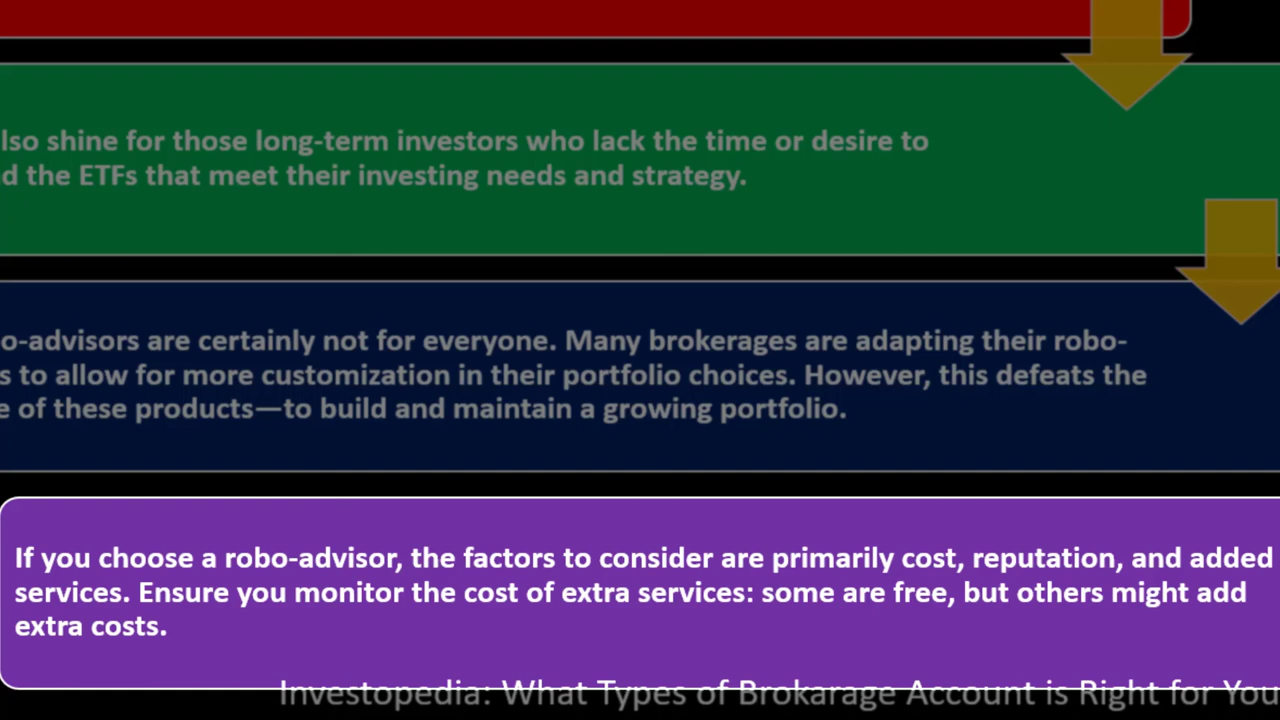 lso shine for those long-term investors who lack the time or desire to
d the ETFs that meet their investing needs and strategy.
o-advisors are certainly not for everyone. Many brokerages are adapting their robo-
s to allow for more customization in their portfolio choices. However, this defeats the
e of these products—to build and maintain a growing portfolio.
If you choose a robo-advisor, the factors to consider are primarily cost, reputation, and added
services. Ensure you monitor the cost of extra services: some are free, but others might add
extra costs.
Investopedia: What Types of Brokarage Account is Right for You